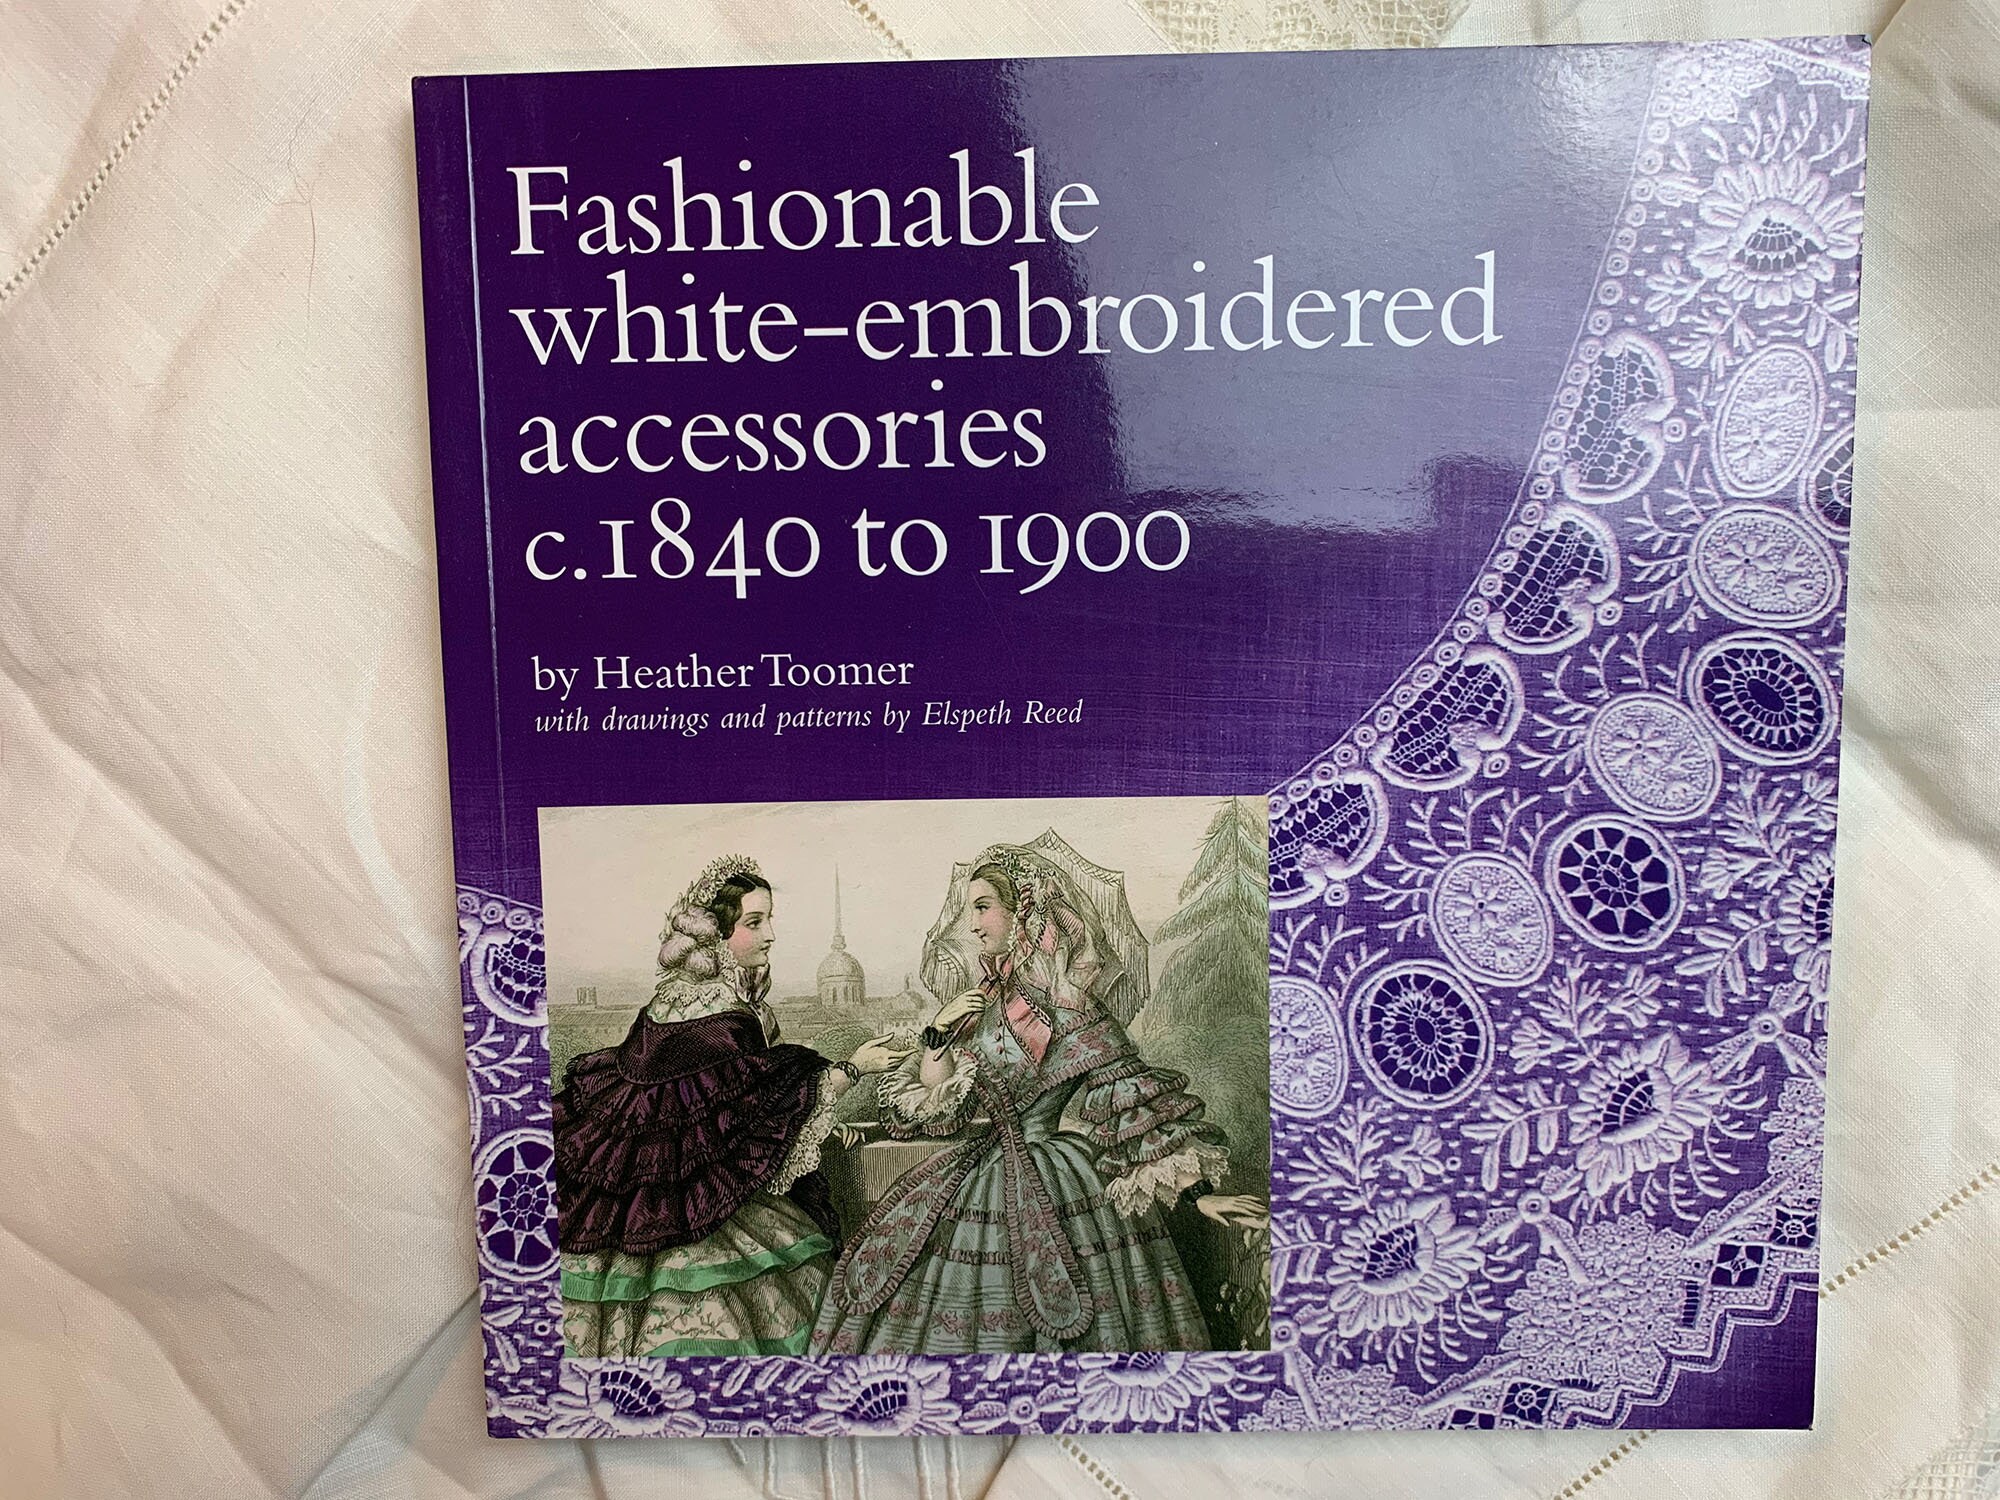 Fashionable
white-embroidered
accessories
c.1840 to 1900
by Heather Toomer
with drawings and patterns by Elspeth Reed